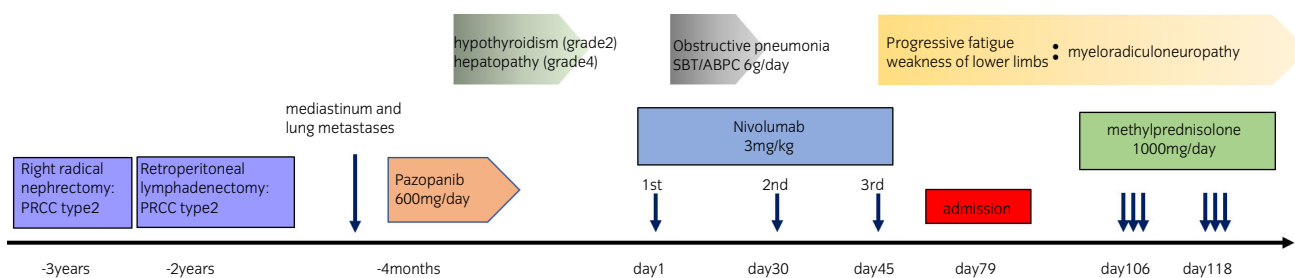 hypothyroidism (grade2)
hepatopathy (grade4)
Obstructive pneumonia
SBT/ABPC 6g/day
Progressive fatigue
weakness of lower limbs
: myeloradiculoneuropathy
mediastinum and
lung metastases
Nivolumab
3mg/kg
methylprednisolone
1000mg/day
Right radical
nephrectomy:
PRCC type2
Retroperitoneal
lymphadenectomy:
PRCC type2
Pazopanib
600mg/day
1st
2nd
3rd
admission
-3years
-2years
-4months
day1
day30
day45
day79
day106
day118